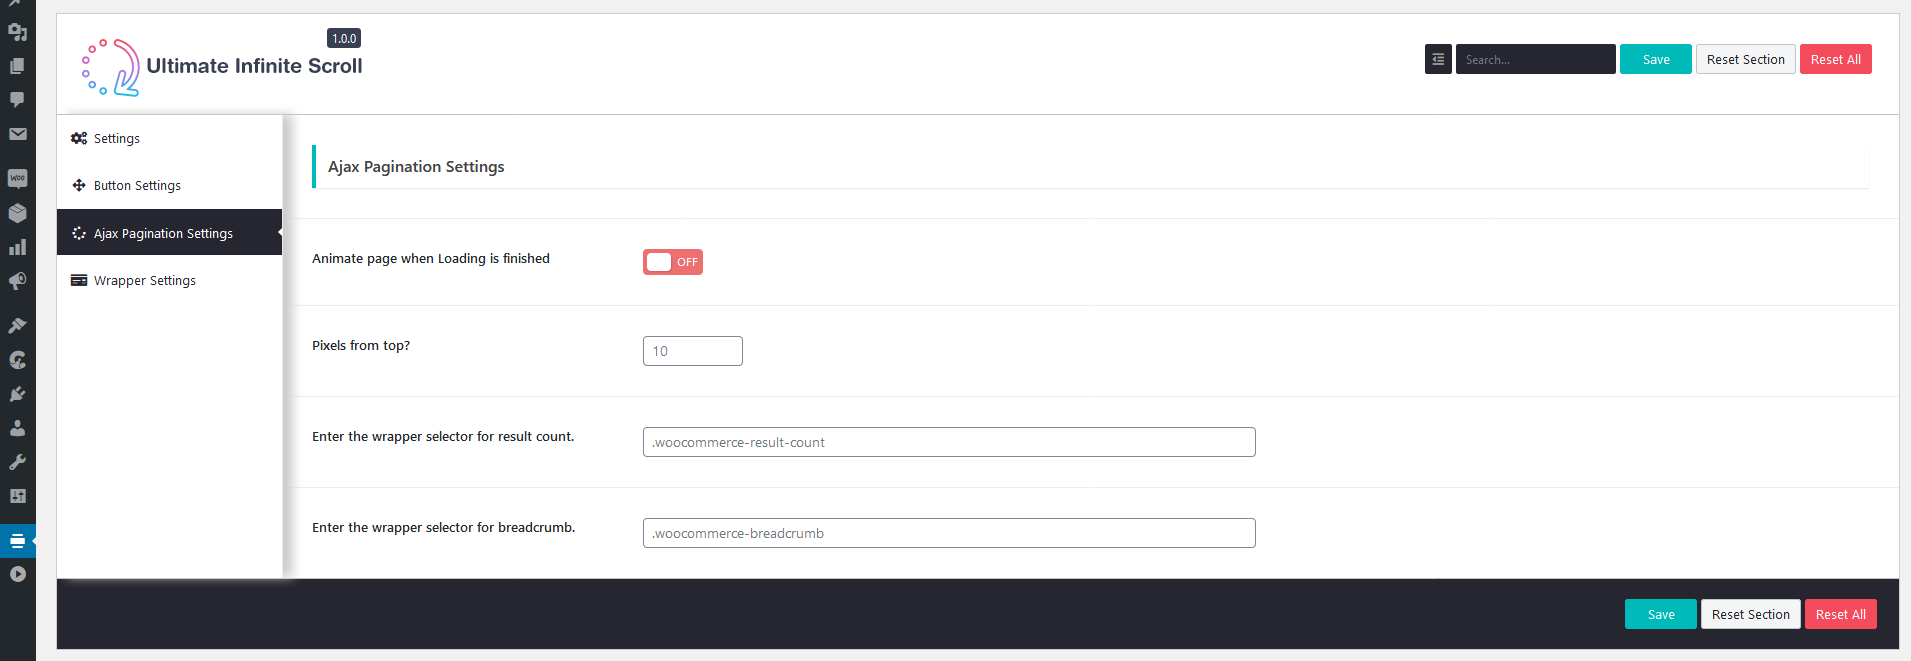 1.0.0
Ultimate Infinite Scroll
Search...
Save
Reset Section
Reset All
Settings
Button Settings
Ajax Pagination Settings
Wrapper Settings
Ajax Pagination Settings
Animate page when Loading is finished
OFF
Pixels from top?
10
Enter the wrapper selector for result count.
.woocommerce-result-count
Enter the wrapper selector for breadcrumb.
.woocommerce-breadcrumb
Save
Reset Section
Reset All
WOO